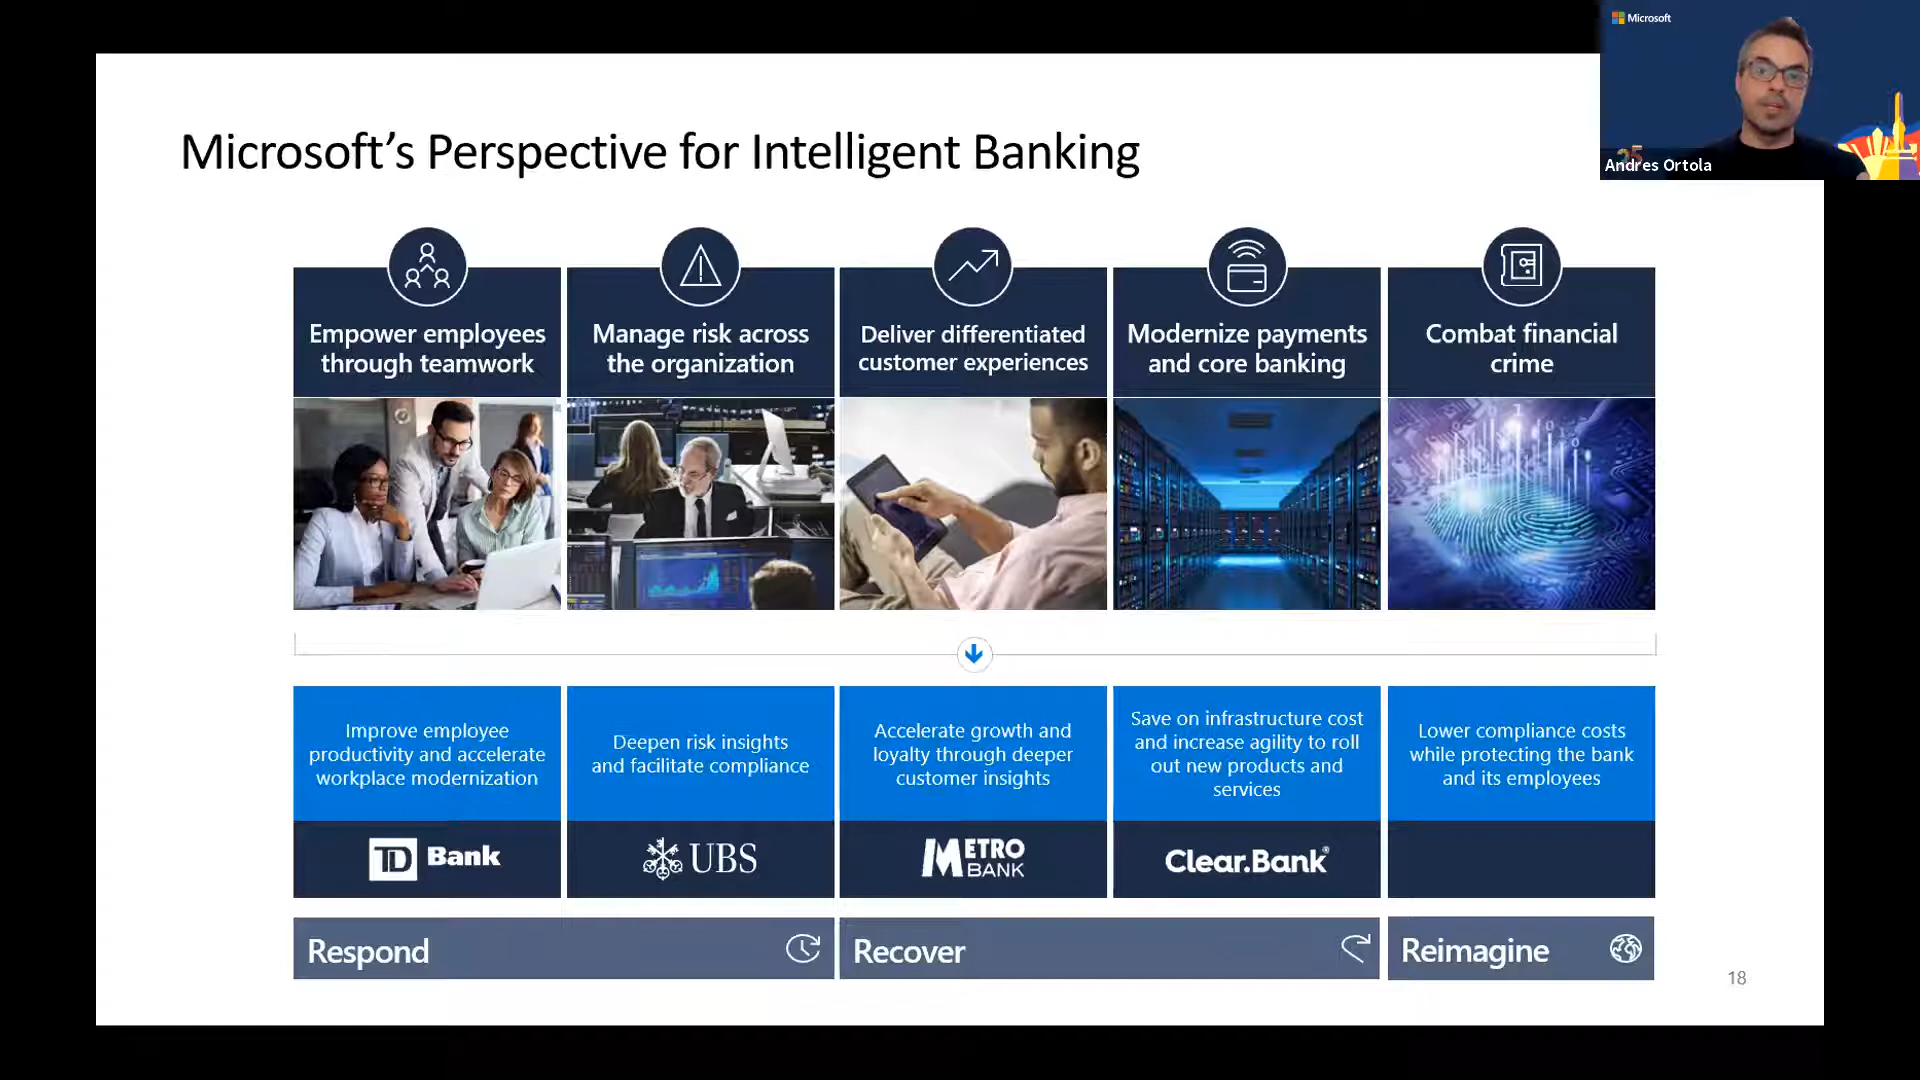 Microsoft
Andres Ortola
Microsoft's Perspective for Intelligent Banking
Empower employees
through teamwork
Manage risk across
the organization
Deliver differentiated
customer experiences
Modernize payments
and core banking
Combat financial
crime
Improve employee
productivity and accelerate
workplace modernization
Deepen risk insights
and facilitate compliance
Accelerate growth and
loyalty through deeper
customer insights
Save on infrastructure cost
and increase agility to roll
out new products and
services
Lower compliance costs
while protecting the bank
and its employees
TD Bank
UBS
METRO
BANK
Clear.Bank®
Respond
Recover
Reimagine
18